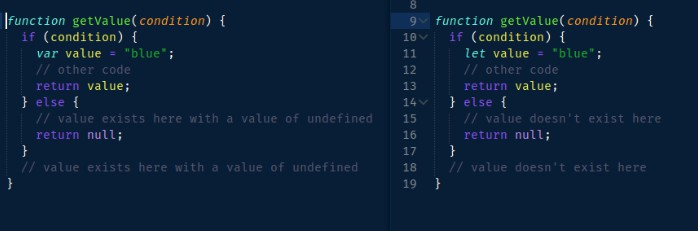 function getValue(condition) {
  if (condition) {
    var value = "blue";
    // other code
    return value;
  } else {
    // value exists here with a value of undefined
    return null;
  }
  // value exists here with a value of undefined
}
8
9 function getValue(condition) {
10   if (condition) {
11     let value = "blue";
12     // other code
13     return value;
14   } else {
15     // value doesn't exist here
16     return null;
17   }
18   // value doesn't exist here
19 }